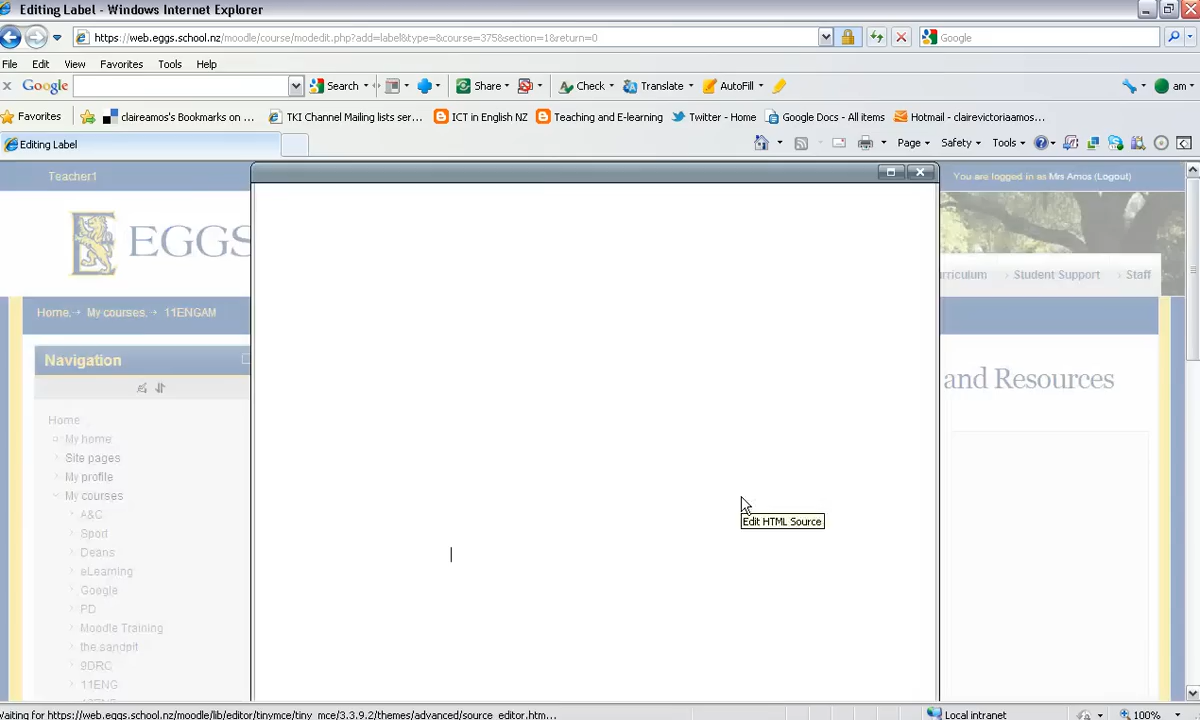 Editing Label - Windows Internet Explorer
https://web.eggs.school.nz/moodle/course/modedit.php?add=label&type=&course=375&section=1&return=0
Google
File Edit View Favorites Tools Help
x Google Search Share Check Translate AutoFill am
Favorites claireamos's Bookmarks on ... TKI Channel Mailing lists ser... ICT in English NZ Teaching and E-learning Twitter - Home Google Docs - All items Hotmail - clairevictoriaamos...
Editing Label Page Safety Tools
Teacher1 You are logged in as Mrs Amos (Logout)
EGGS
rriculum Student Support Staff
Home My courses 11ENGAM
Navigation
and Resources
Home
My home
Site pages
My profile
My courses
A&C
Sport
Deans
eLearning
Google
PD
Moodle Training
the sandpit
9DRC
11ENG
Edit HTML Source
Waiting for https://web.eggs.school.nz/moodle/lib/editor/tinymce/tiny_mce/3.3.9.2/themes/advanced/source_editor.htm...
Local intranet 100%